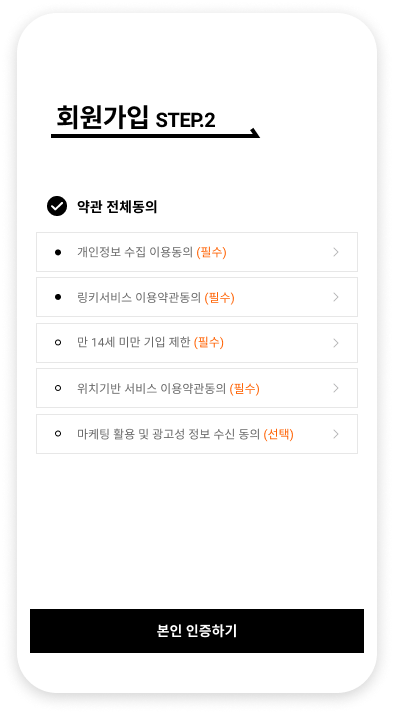 회원가입 STEP.2
약관 전체동의
개인정보 수집 이용동의 (필수)
링키서비스 이용약관동의 (필수)
만 14세 미만 기입 제한 (필수)
위치기반 서비스 이용약관동의 (필수)
마케팅 활용 및 광고성 정보 수신 동의 (선택)
본인 인증하기